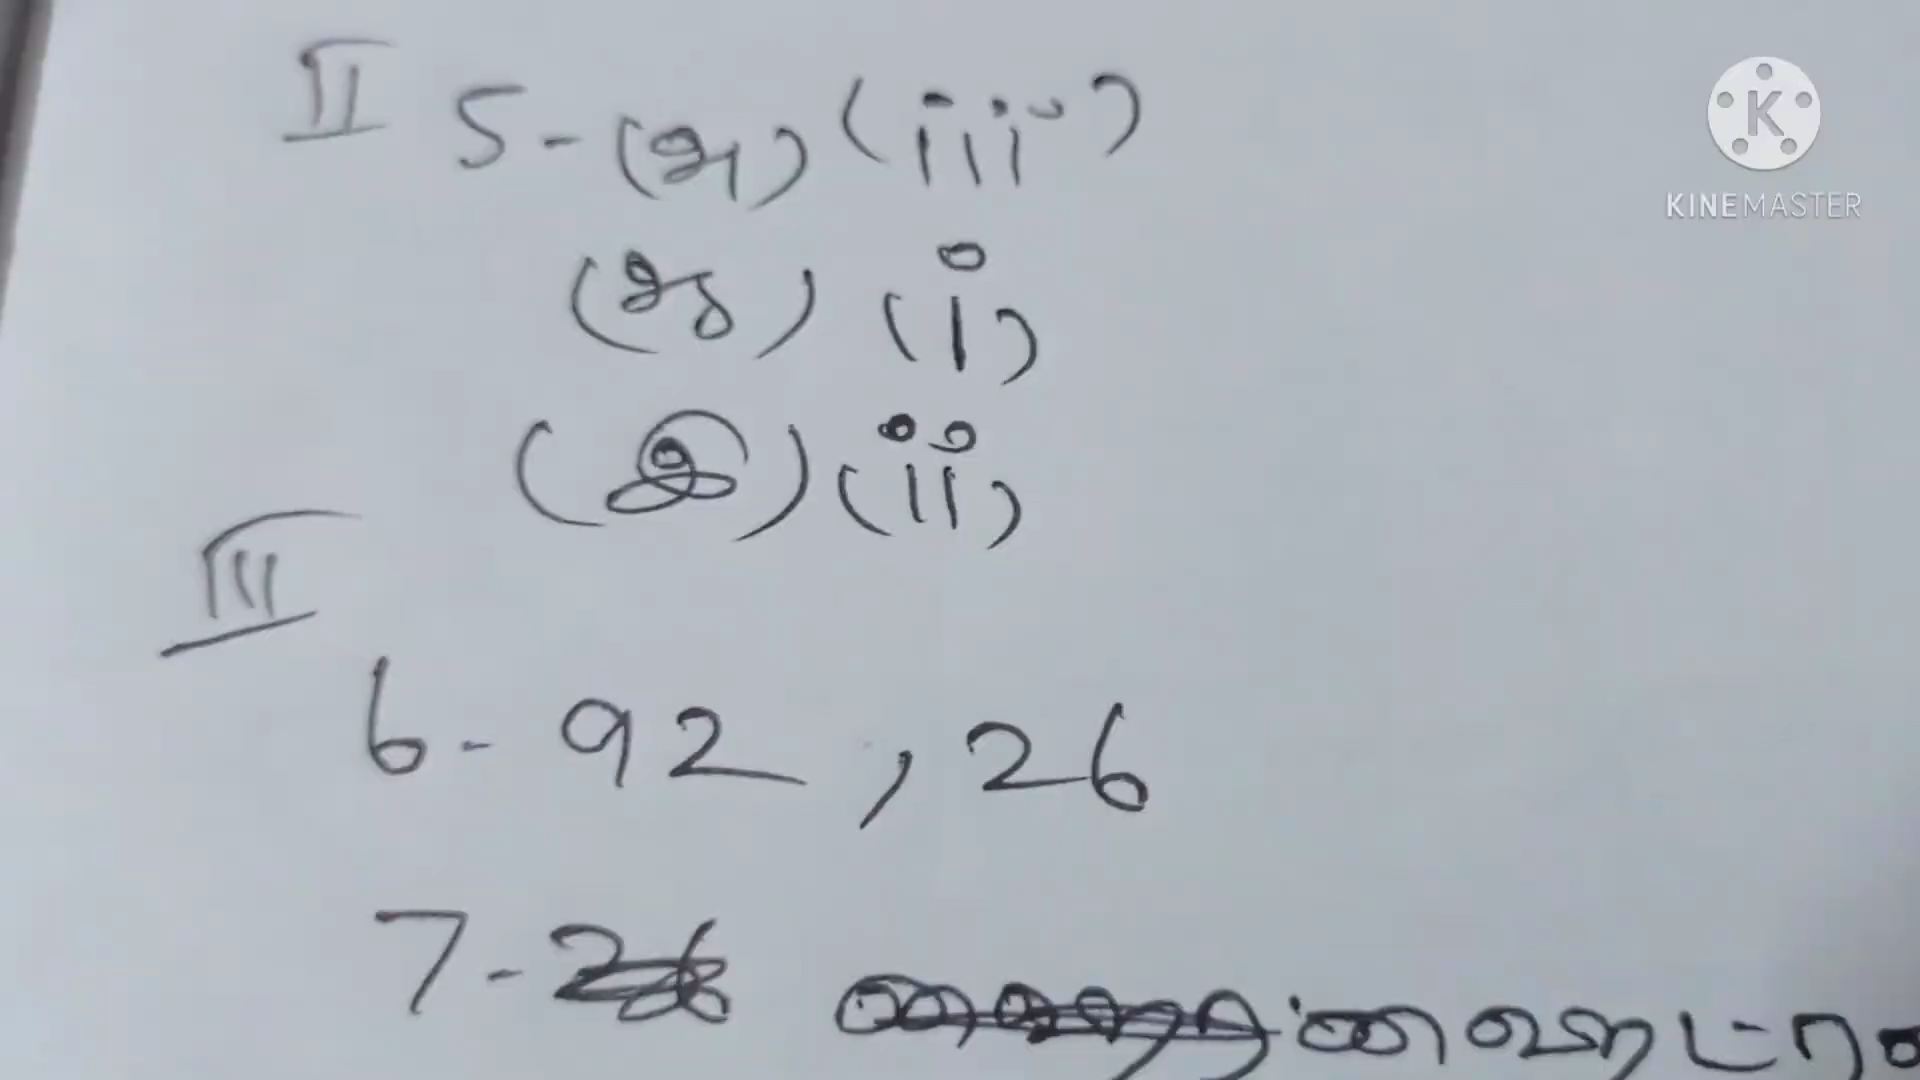 II 5-(அ) (iii)
K
KINEMASTER
(ஆ) (i)
(இ) (ii)
III
6- 92, 26
7-